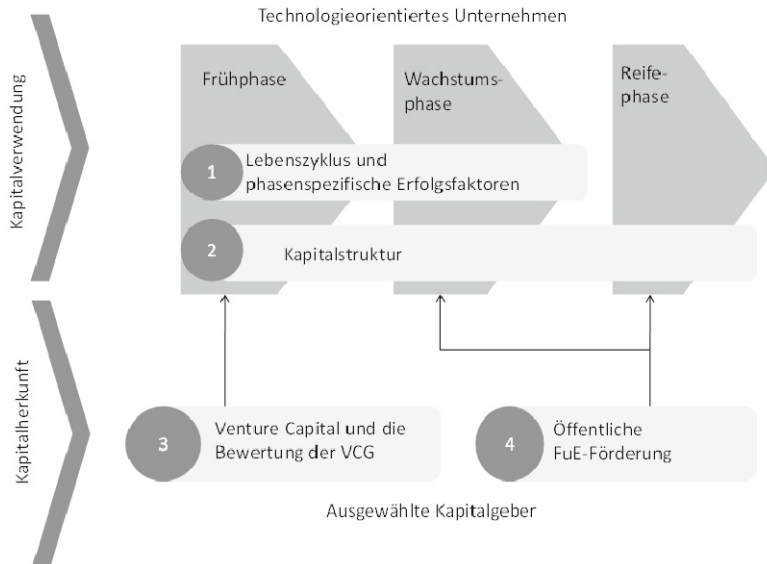 Technologieorientiertes Unternehmen
Kapitalverwendung
Frühphase
Wachstums-
phase
Reife-
phase
1
Lebenszyklus und
phasenspezifische Erfolgsfaktoren
2
Kapitalstruktur
Kapitalherkunft
3
Venture Capital und die
Bewertung der VCG
4
Öffentliche
FuE-Förderung
Ausgewählte Kapitalgeber